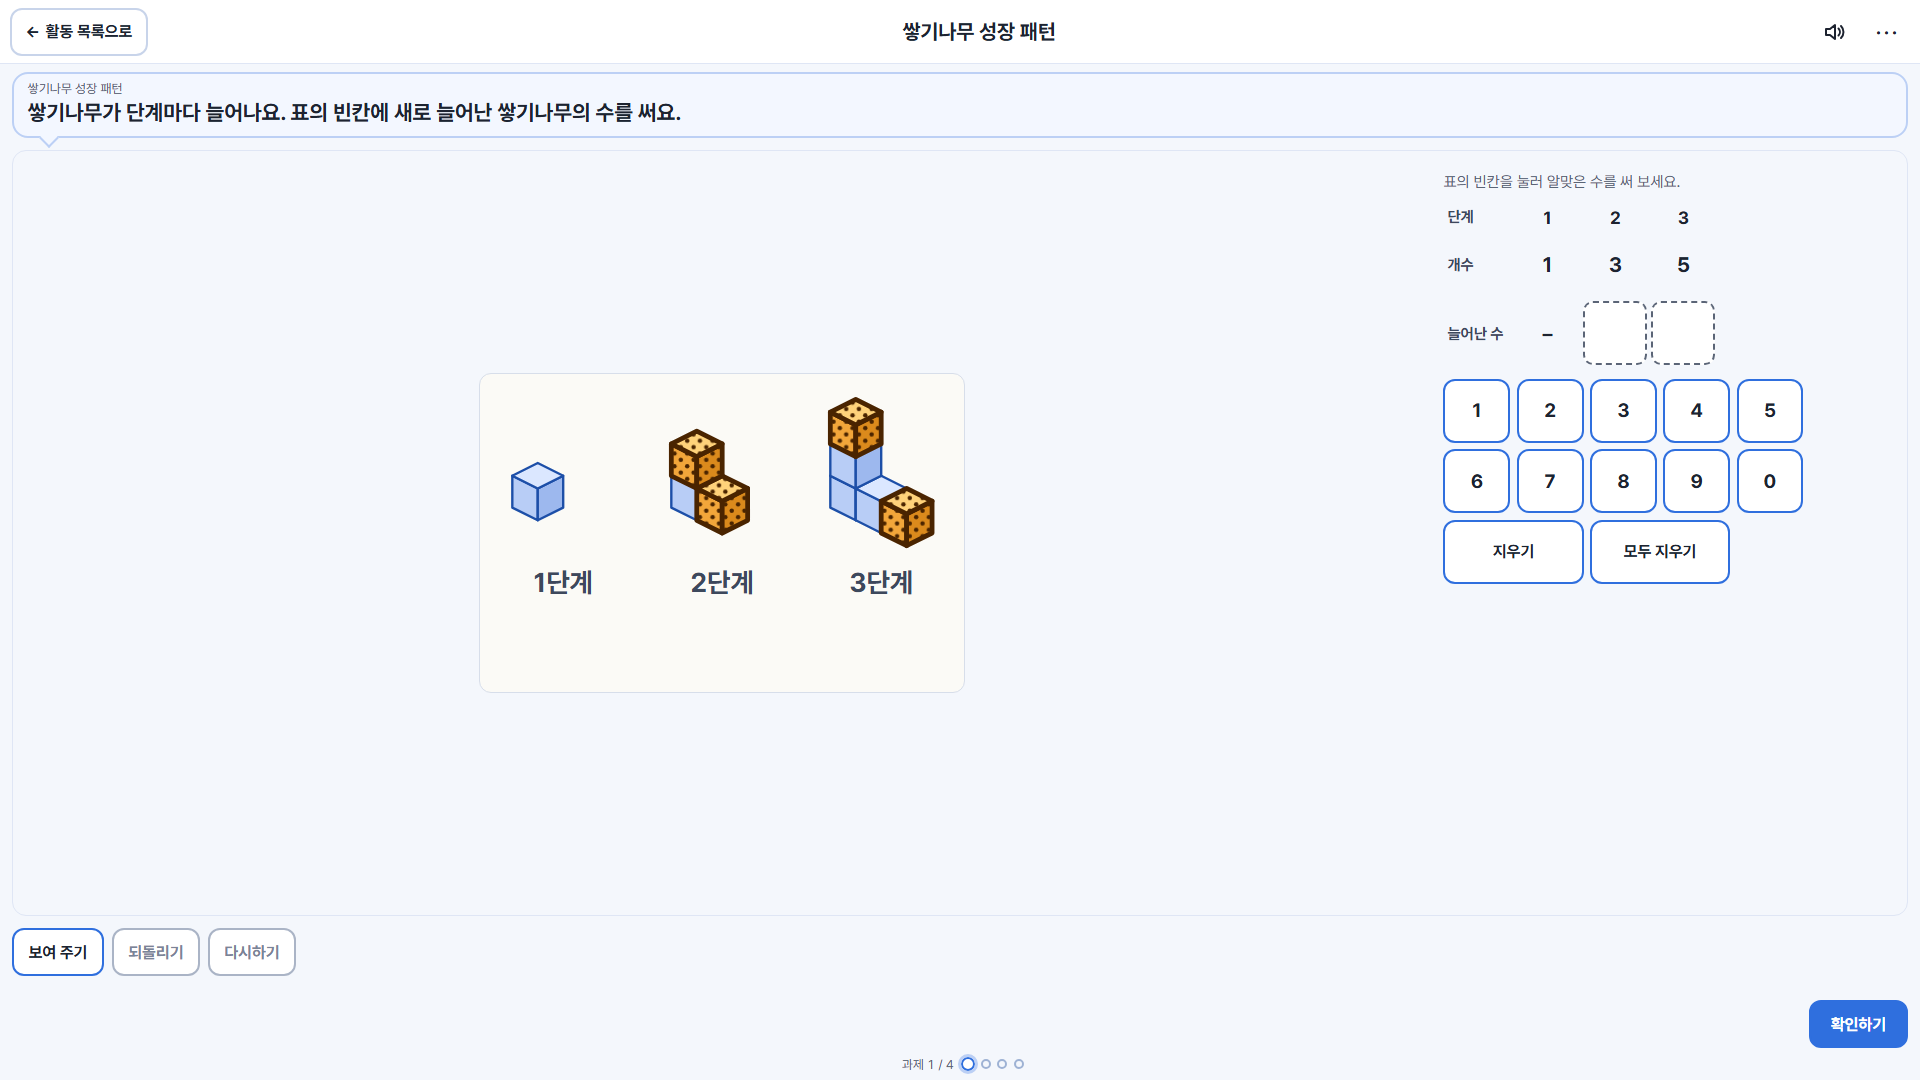 ← 활동 목록으로
쌓기나무 성장 패턴
쌓기나무 성장 패턴
쌓기나무가 단계마다 늘어나요. 표의 빈칸에 새로 늘어난 쌓기나무의 수를 써요.
1단계 2단계 3단계
표의 빈칸을 눌러 알맞은 수를 써 보세요.
단계 1 2 3
개수 1 3 5
늘어난 수 –
1 2 3 4 5
6 7 8 9 0
지우기 모두 지우기
보여 주기 되돌리기 다시하기
확인하기
과제 1 / 4